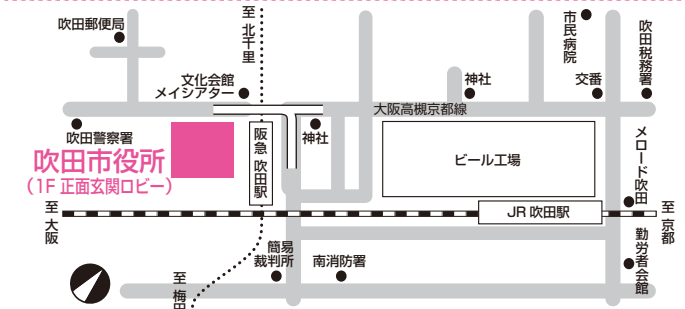 至 北千里
市民病院
吹田郵便局
吹田税務署
文化会館
メイシアター
神社
交番
大阪高槻京都線
吹田警察署
阪急 吹田駅
神社
メロード吹田
吹田市役所
(1F 正面玄関ロビー)
ビール工場
至 大阪
JR 吹田駅
至 京都
簡易
裁判所
南消防署
勤労者会館
至 梅田